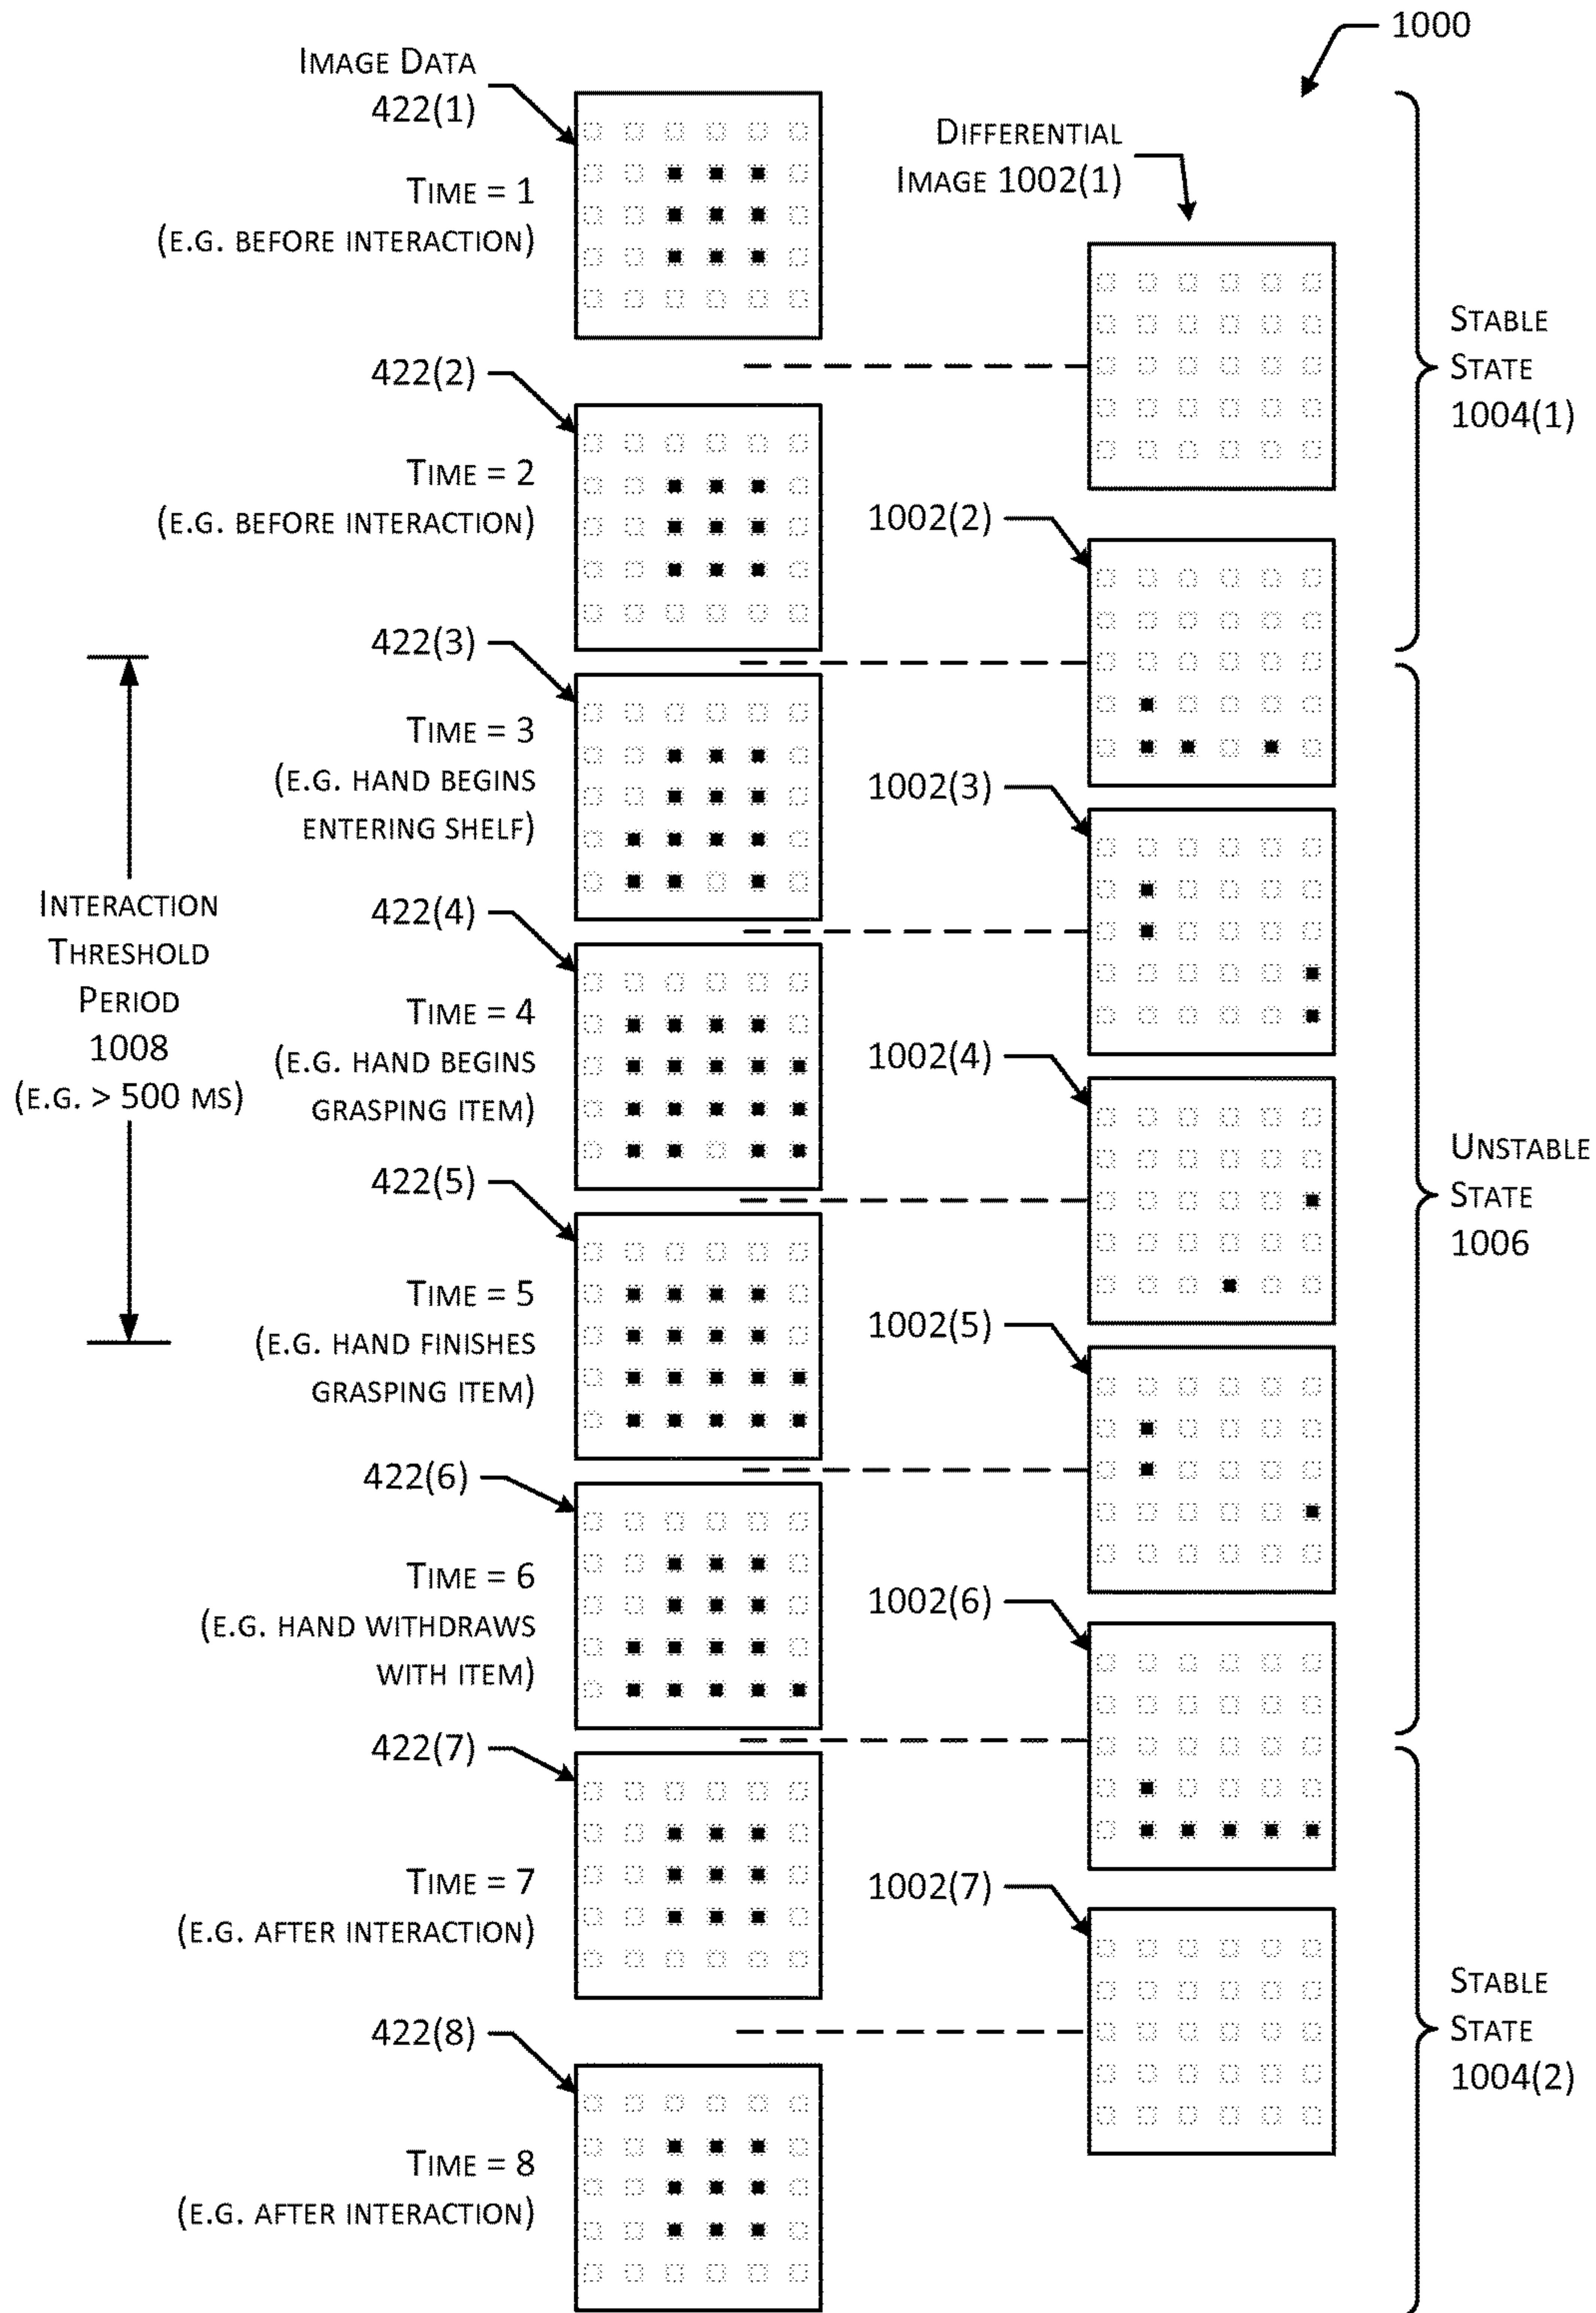 1000
IMAGE DATA
422(1)
DIFFERENTIAL
IMAGE 1002(1)
TIME = 1
(E.G. BEFORE INTERACTION)
STABLE
STATE
1004(1)
422(2)
TIME = 2
(E.G. BEFORE INTERACTION)
1002(2)
422(3)
TIME = 3
(E.G. HAND BEGINS
ENTERING SHELF)
1002(3)
INTERACTION
THRESHOLD
PERIOD
1008
(E.G. > 500 MS)
422(4)
TIME = 4
(E.G. HAND BEGINS
GRASPING ITEM)
1002(4)
UNSTABLE
STATE
1006
422(5)
TIME = 5
(E.G. HAND FINISHES
GRASPING ITEM)
1002(5)
422(6)
TIME = 6
(E.G. HAND WITHDRAWS
WITH ITEM)
1002(6)
422(7)
TIME = 7
(E.G. AFTER INTERACTION)
1002(7)
STABLE
STATE
1004(2)
422(8)
TIME = 8
(E.G. AFTER INTERACTION)